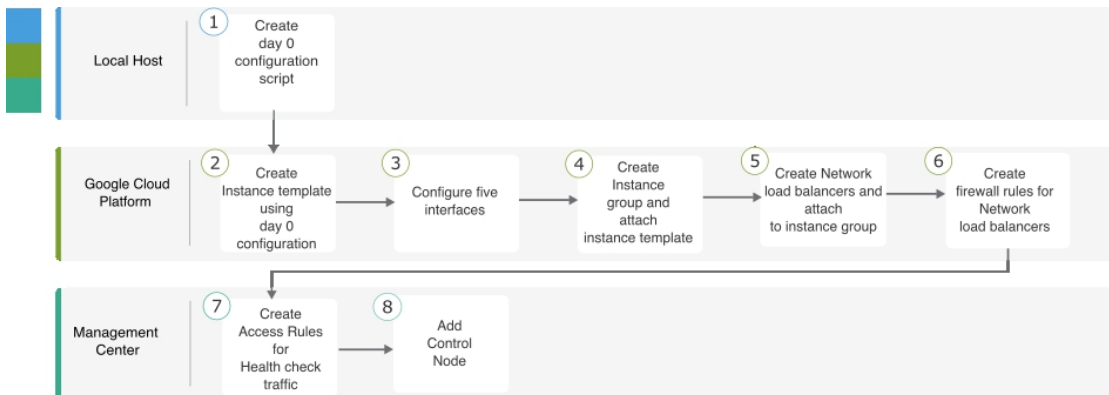 Local Host
1
Create
day 0
configuration
script
Google Cloud
Platform
2
Create
Instance template
using
day 0
configuration
3
Configure five
interfaces
4
Create
Instance
group and
attach
instance template
5
Create Network
load balancers and
attach
to instance group
6
Create
firewall rules for
Network
load balancers
Management
Center
7
Create
Access Rules
for
Health check
traffic
8
Add
Control
Node